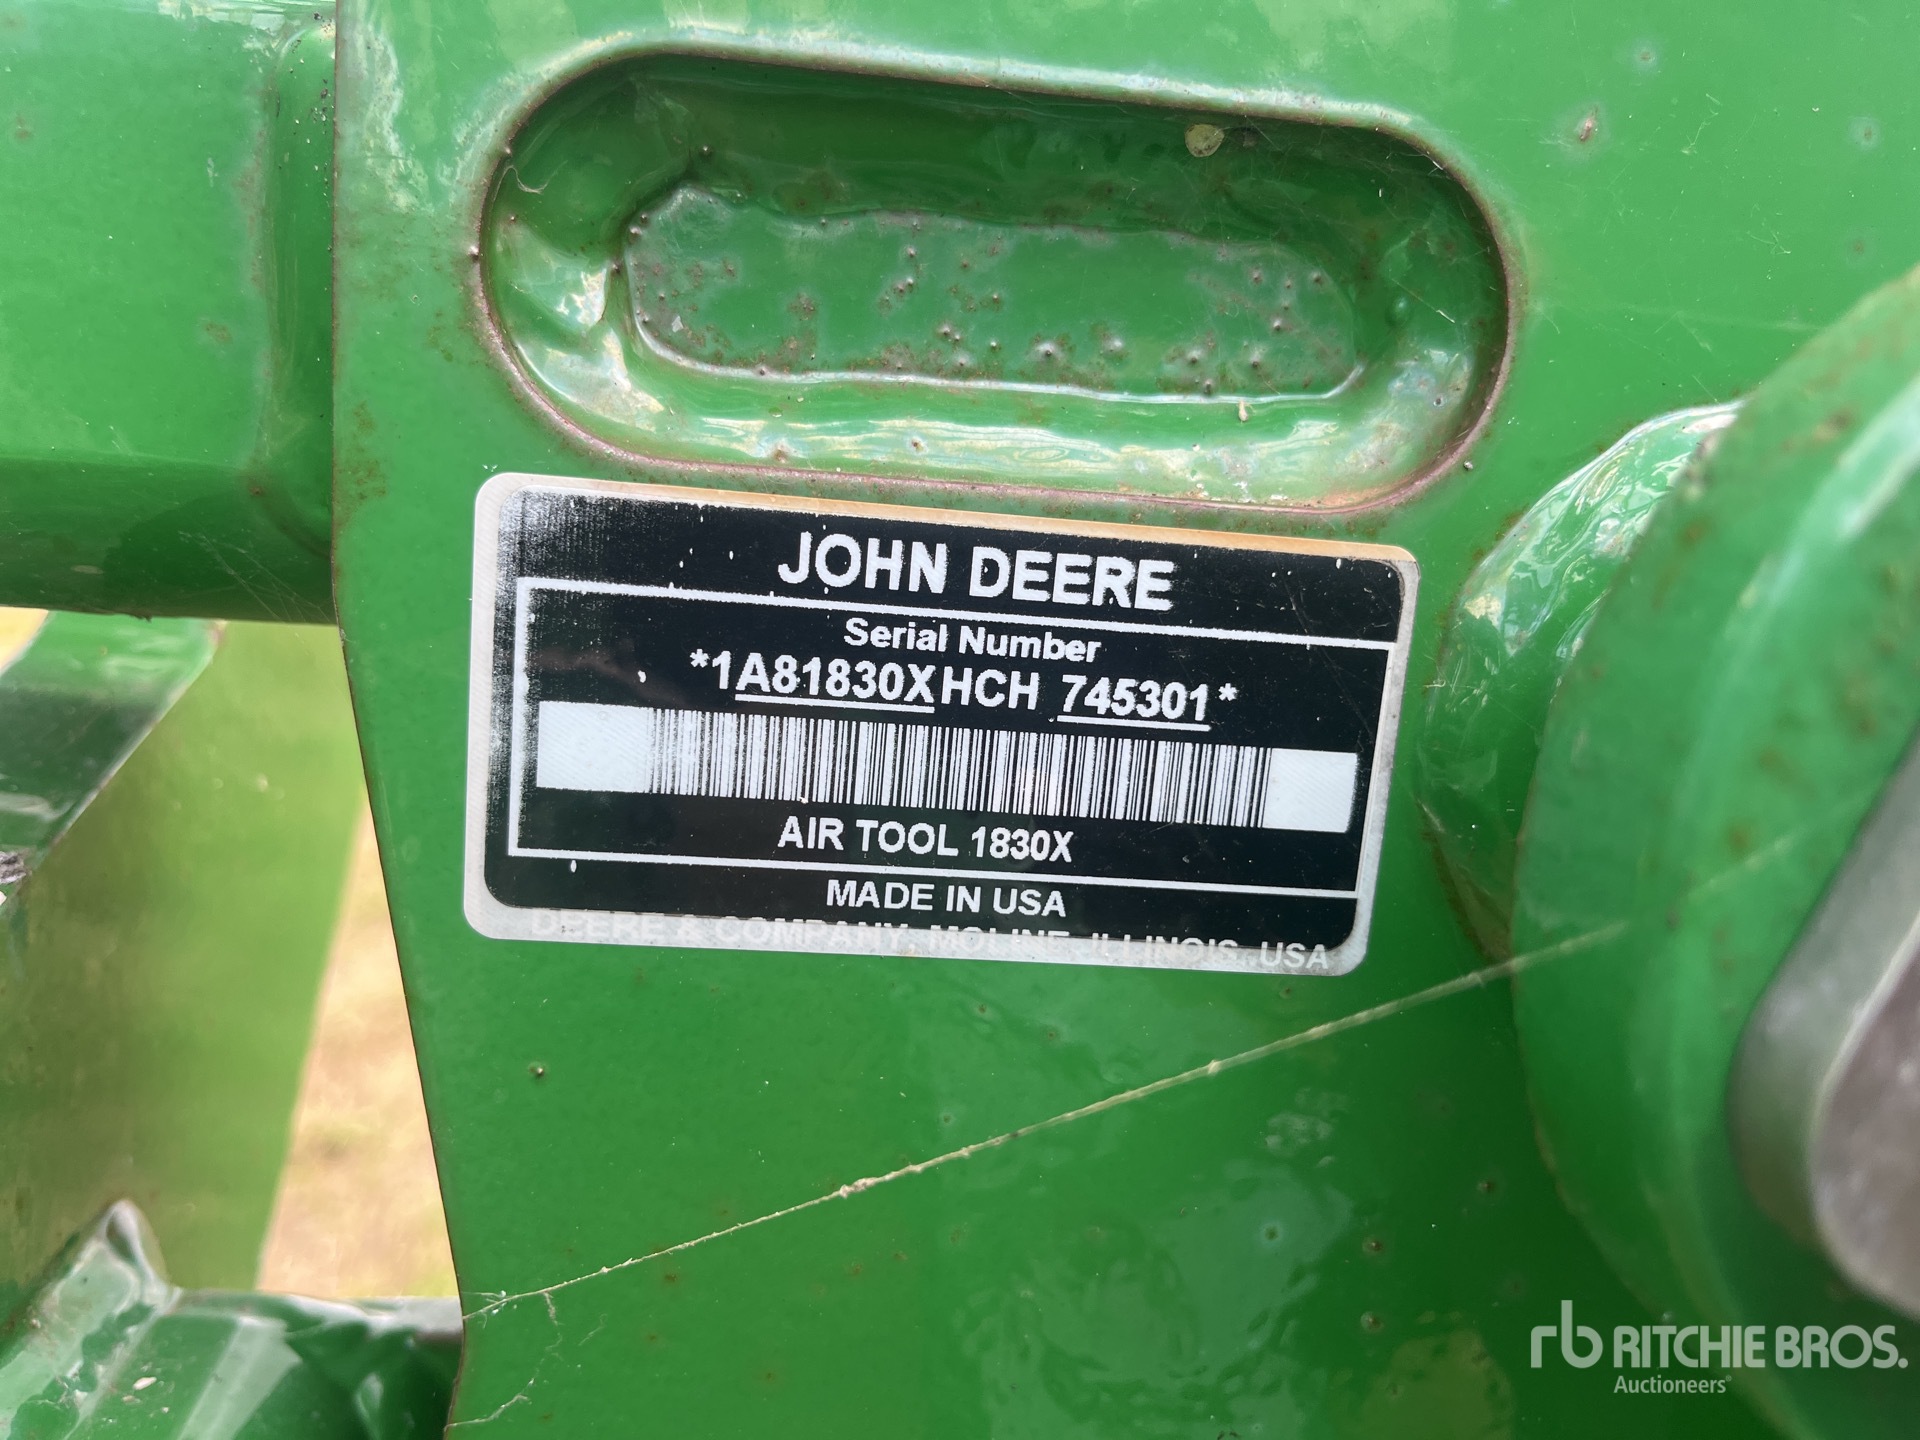 JOHN DEERE
Serial Number
*1A81830XHCH 745301*
AIR TOOL 1830X
MADE IN USA
DEERE & COMPANY, MOLINE, ILLINOIS, USA
rb RITCHIE BROS.
Auctioneers